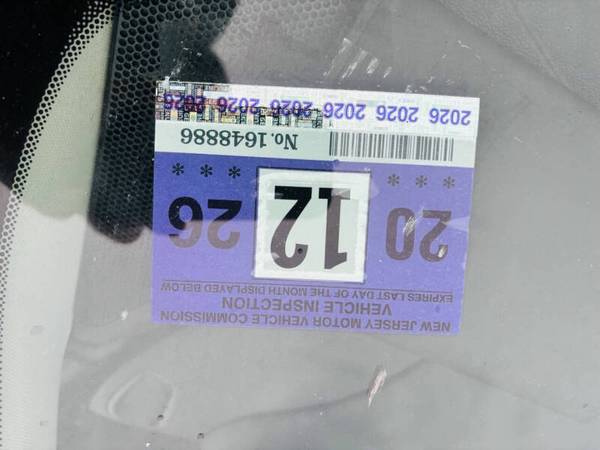 NEW JERSEY MOTOR VEHICLE COMMISSION
VEHICLE INSPECTION
EXPIRES LAST DAY OF THE MONTH DISPLAYED BELOW
20 12 26
*** ***
No.1648886
2026 2026 2026 2026 2026 2026